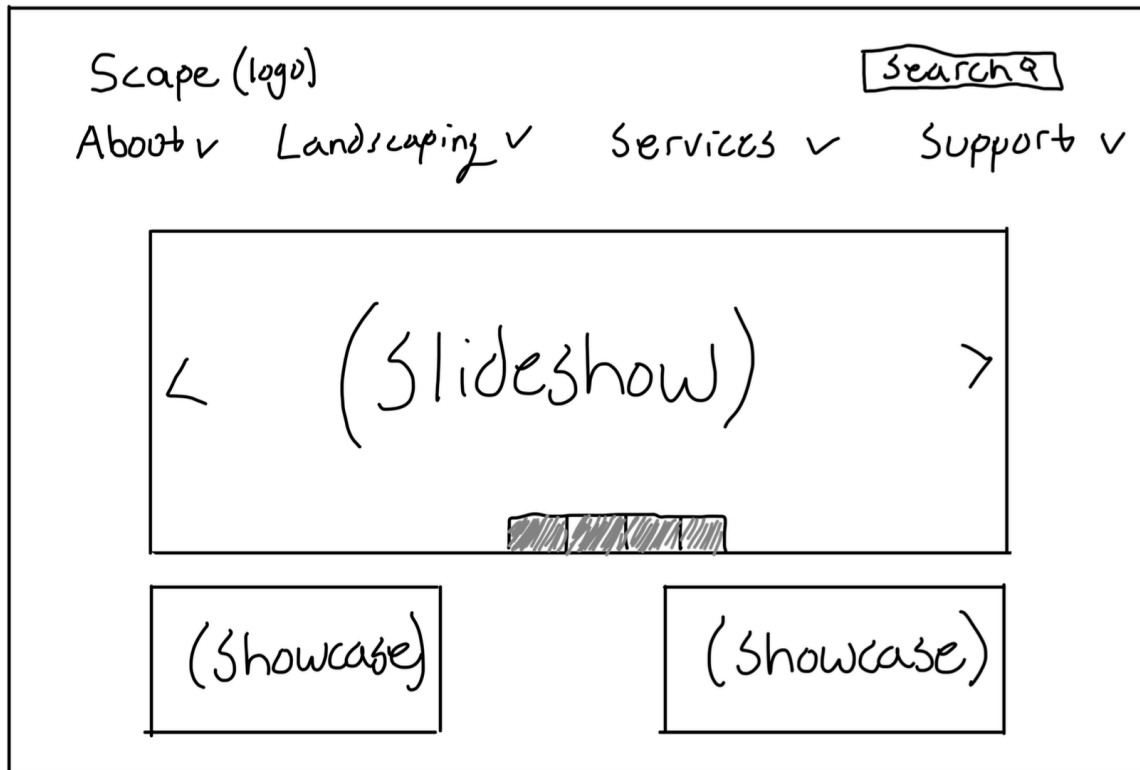 Scape (logo) Search
About Landscaping Services Support
(Slideshow)
(Showcase) (Showcase)